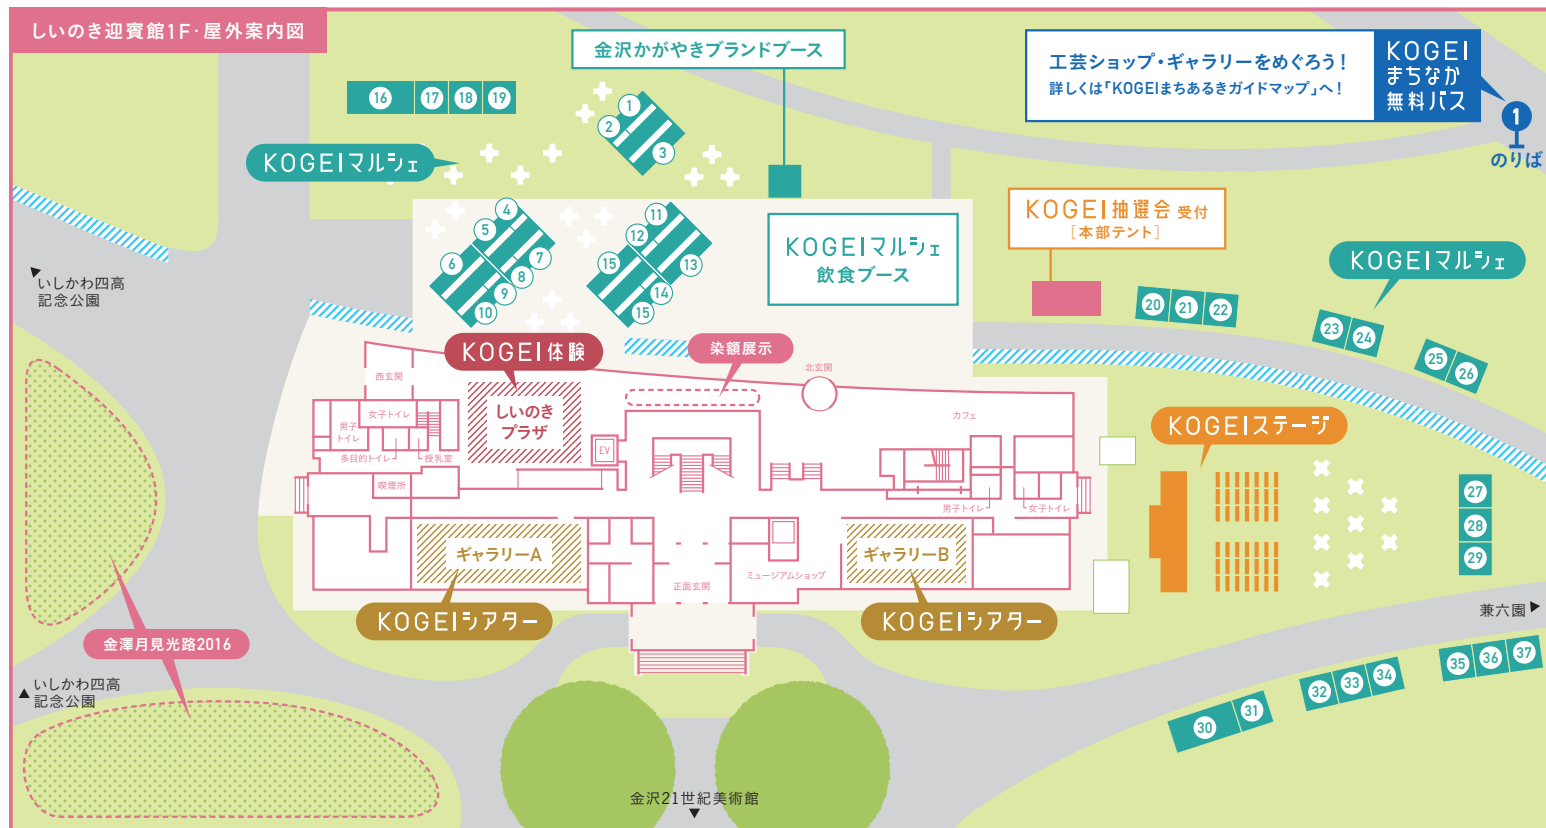 しいのき迎賓館1F・屋外案内図
金沢かがやきブランドブース
工芸ショップ・ギャラリーをめぐろう！
詳しくは「KOGEIまちあるきガイドマップ」へ！
KOGEI
まちなか
無料バス
1
のりば
16
17
18
19
1
2
3
KOGEIマルシェ
4
5
6
7
8
9
10
11
12
13
15
14
15
KOGEIマルシェ
飲食ブース
KOGEI抽選会 受付
［本部テント］
KOGEIマルシェ
20
21
22
23
24
25
26
いしかわ四高
記念公園
KOGEI体験
染額展示
北玄関
西玄関
しいのき
プラザ
女子トイレ
男子
トイレ
多目的トイレ
授乳室
EV
喫煙所
カフェ
男子トイレ
女子トイレ
KOGEIステージ
27
28
29
ギャラリーA
ギャラリーB
正面玄関
ミュージアムショップ
KOGEIシアター
KOGEIシアター
兼六園
金澤月見光路2016
いしかわ四高
記念公園
30
31
32
33
34
35
36
37
金沢21世紀美術館